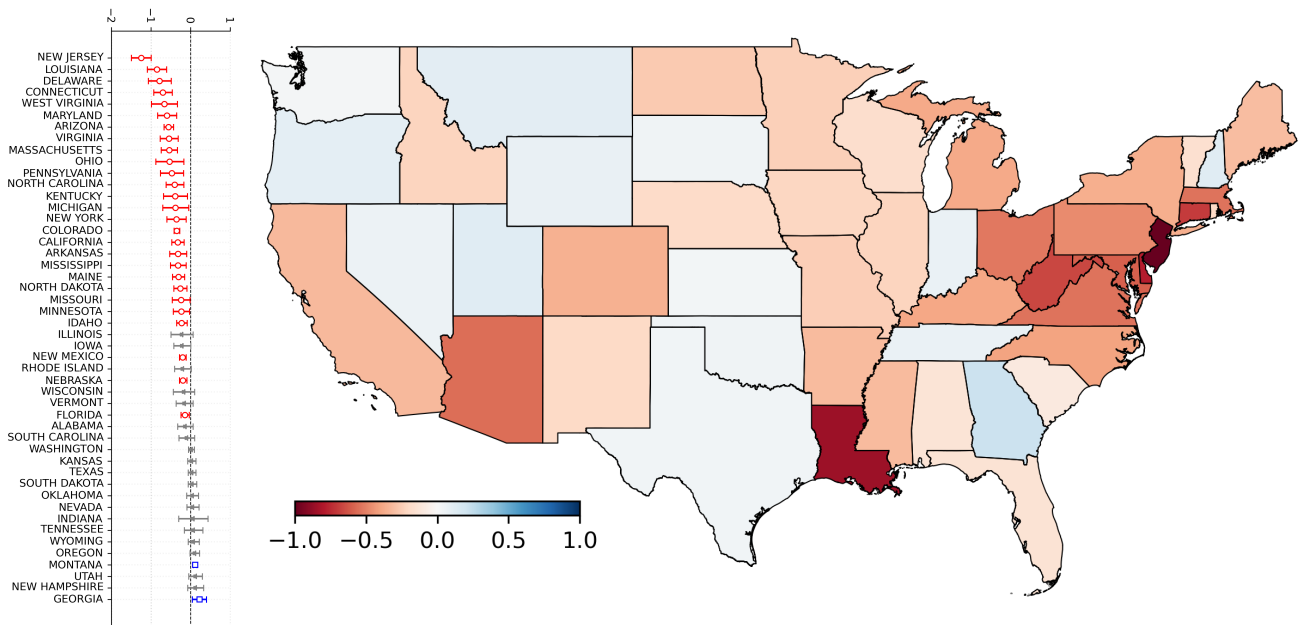 −2 −1 0 1
NEW JERSEY
LOUISIANA
DELAWARE
CONNECTICUT
WEST VIRGINIA
MARYLAND
ARIZONA
VIRGINIA
MASSACHUSETTS
OHIO
PENNSYLVANIA
NORTH CAROLINA
KENTUCKY
MICHIGAN
NEW YORK
COLORADO
CALIFORNIA
ARKANSAS
MISSISSIPPI
MAINE
NORTH DAKOTA
MISSOURI
MINNESOTA
IDAHO
ILLINOIS
IOWA
NEW MEXICO
RHODE ISLAND
NEBRASKA
WISCONSIN
VERMONT
FLORIDA
ALABAMA
SOUTH CAROLINA
WASHINGTON
KANSAS
TEXAS
SOUTH DAKOTA
OKLAHOMA
NEVADA
INDIANA
TENNESSEE
WYOMING
OREGON
MONTANA
UTAH
NEW HAMPSHIRE
GEORGIA
−1.0 −0.5 0.0 0.5 1.0